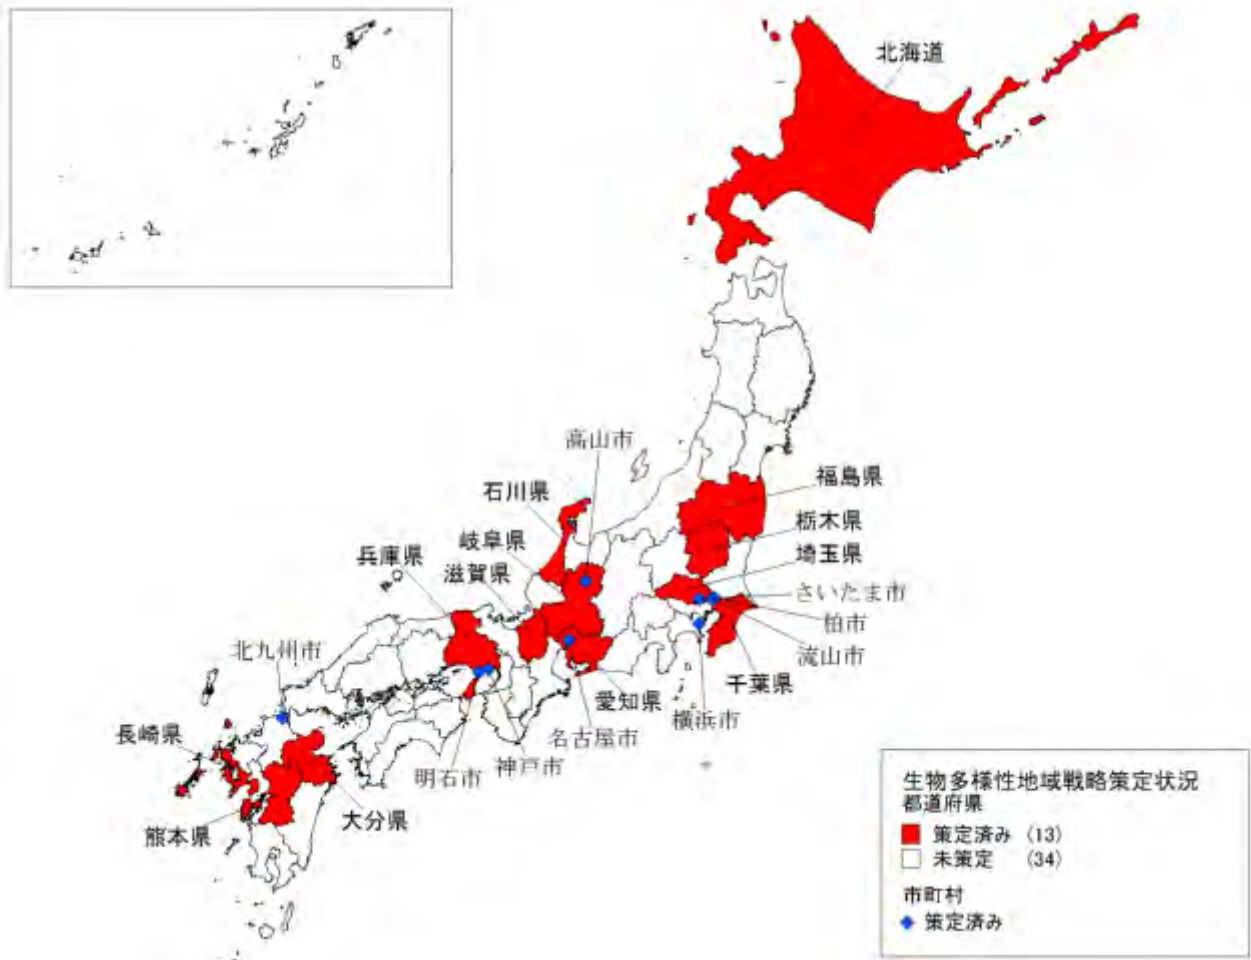 北海道
高山市
福島県
石川県
栃木県
岐阜県
兵庫県
埼玉県
滋賀県
さいたま市
柏市
北九州市
流山市
千葉県
愛知県
横浜市
長崎県
名古屋市
神戸市
明石市
大分県
熊本県
生物多様性地域戦略策定状況
都道府県
策定済み (13)
未策定 (34)
市町村
策定済み